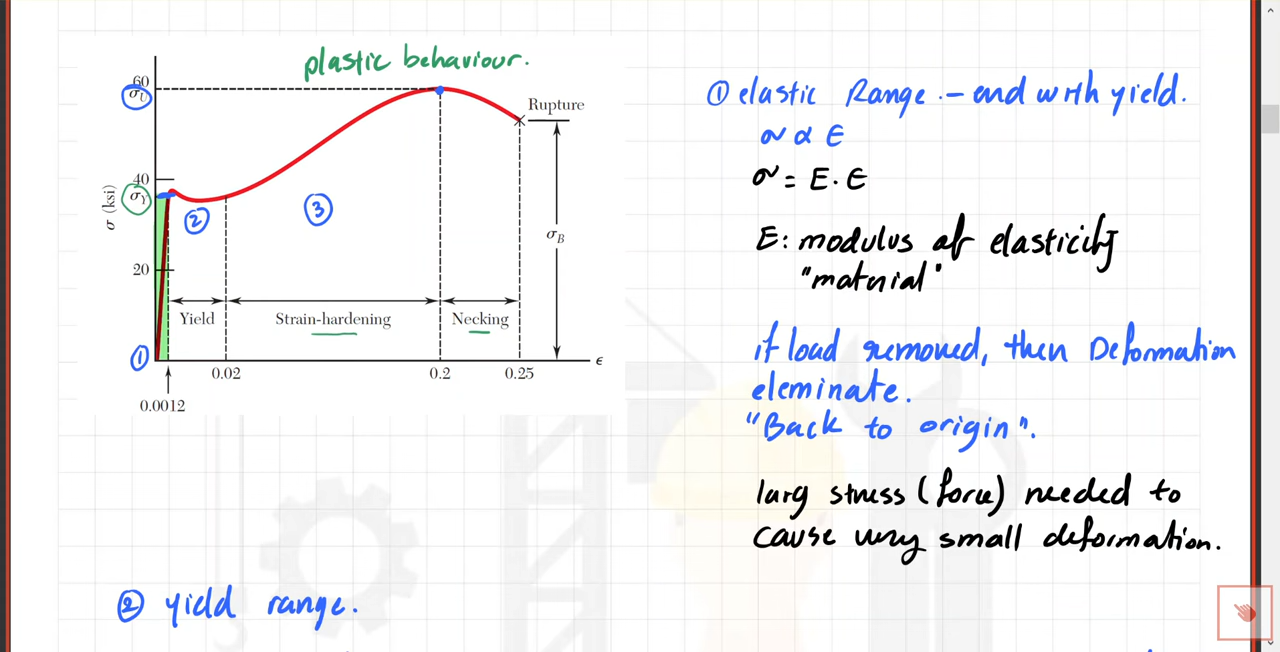 plastic behaviour.
60
σU
Rupture
40
σY
σ (ksi)
②
③
σB
20
Yield
Strain-hardening
Necking
①
0.02
0.2
0.25
ϵ
0.0012
① elastic Range. - end with yield.
σ α ϵ
σ = E . ϵ
E: modulus of elasticity
"material"
if load removed, then Deformation
eleminate.
"Back to origin".
larg stress (force) needed to
cause very small deformation.
② yield range.